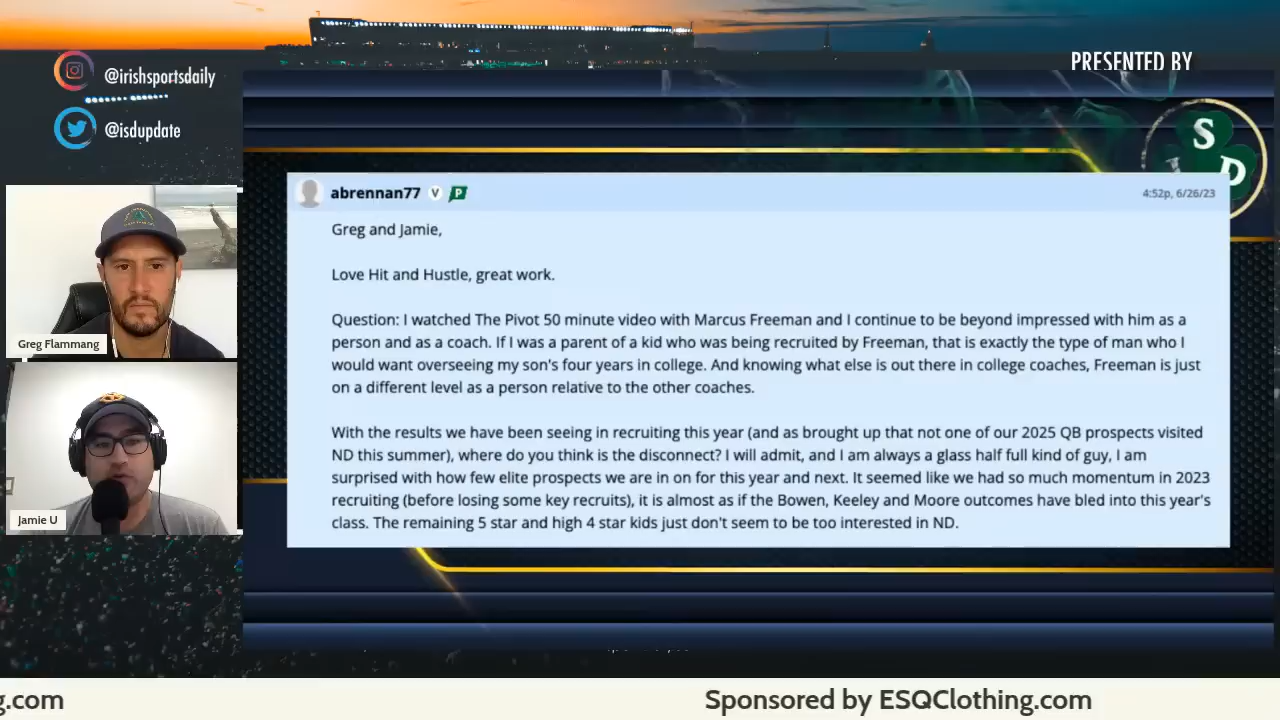 @irishsportsdaily
@isdupdate
PRESENTED BY
S
I
D
abrennan77 V P
4:52p, 6/26/23
Greg and Jamie,
Love Hit and Hustle, great work.
Question: I watched The Pivot 50 minute video with Marcus Freeman and I continue to be beyond impressed with him as a
person and as a coach. If I was a parent of a kid who was being recruited by Freeman, that is exactly the type of man who I
would want overseeing my son's four years in college. And knowing what else is out there in college coaches, Freeman is just
on a different level as a person relative to the other coaches.
With the results we have been seeing in recruiting this year (and as brought up that not one of our 2025 QB prospects visited
ND this summer), where do you think is the disconnect? I will admit, and I am always a glass half full kind of guy, I am
surprised with how few elite prospects we are in on for this year and next. It seemed like we had so much momentum in 2023
recruiting (before losing some key recruits), it is almost as if the Bowen, Keeley and Moore outcomes have bled into this year's
class. The remaining 5 star and high 4 star kids just don't seem to be too interested in ND.
Greg Flammang
Jamie U
g.com
Sponsored by ESQClothing.com